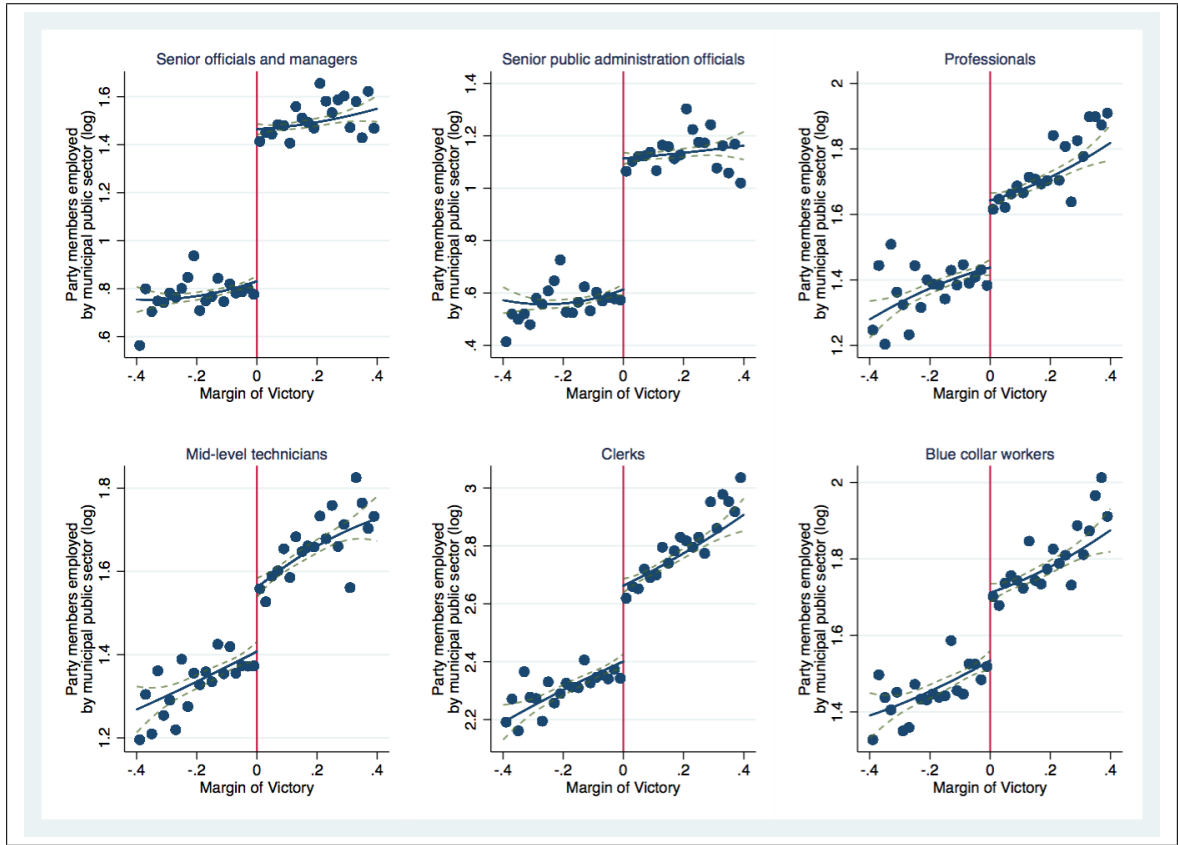 Senior officials and managers
Party members employed
by municipal public sector (log)
.6 .8 1 1.2 1.4 1.6
-.4 -.2 0 .2 .4
Margin of Victory
Senior public administration officials
Party members employed
by municipal public sector (log)
.4 .6 .8 1 1.2 1.4
-.4 -.2 0 .2 .4
Margin of Victory
Professionals
Party members employed
by municipal public sector (log)
1.2 1.4 1.6 1.8 2
-.4 -.2 0 .2 .4
Margin of Victory
Mid-level technicians
Party members employed
by municipal public sector (log)
1.2 1.4 1.6 1.8
-.4 -.2 0 .2 .4
Margin of Victory
Clerks
Party members employed
by municipal public sector (log)
2.2 2.4 2.6 2.8 3
-.4 -.2 0 .2 .4
Margin of Victory
Blue collar workers
Party members employed
by municipal public sector (log)
1.4 1.6 1.8 2
-.4 -.2 0 .2 .4
Margin of Victory